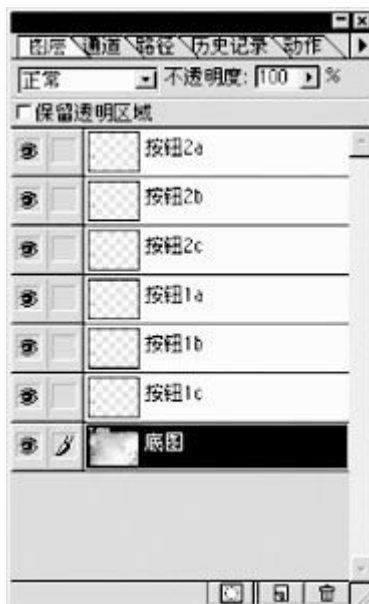 图层 通道 路径 历史记录 动作
正常 不透明度: 100 %
保留透明区域
按钮2a
按钮2b
按钮2c
按钮1a
按钮1b
按钮1c
底图